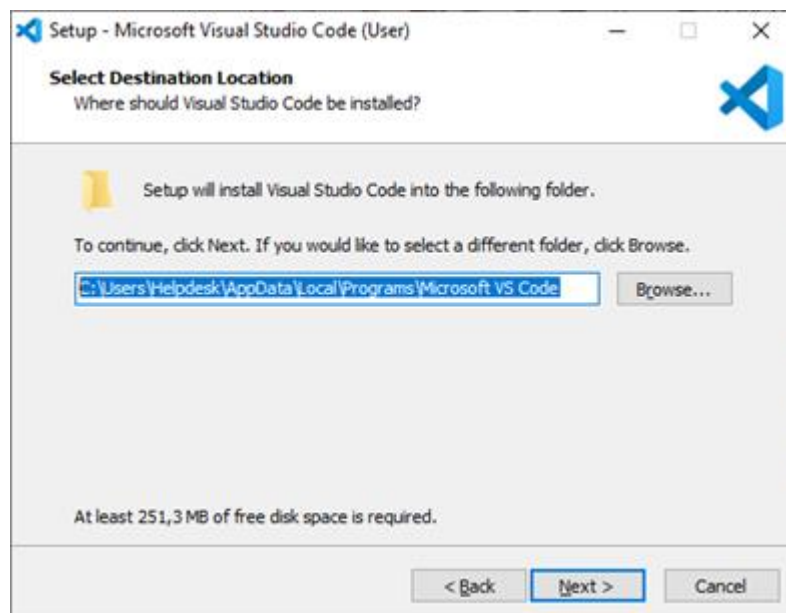 Setup - Microsoft Visual Studio Code (User)
Select Destination Location
Where should Visual Studio Code be installed?
Setup will install Visual Studio Code into the following folder.
To continue, click Next. If you would like to select a different folder, click Browse.
C:\Users\Helpdesk\AppData\Local\Programs\Microsoft VS Code
Browse...
At least 251,3 MB of free disk space is required.
< Back
Next >
Cancel